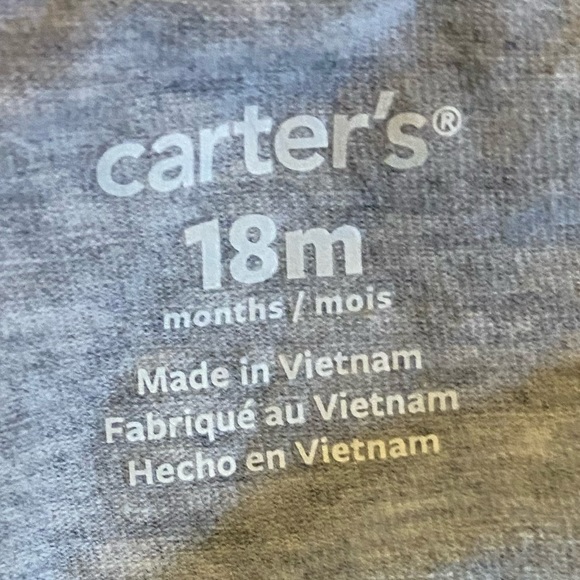 carter's®
18m
months / mois
Made in Vietnam
Fabriqué au Vietnam
Hecho en Vietnam